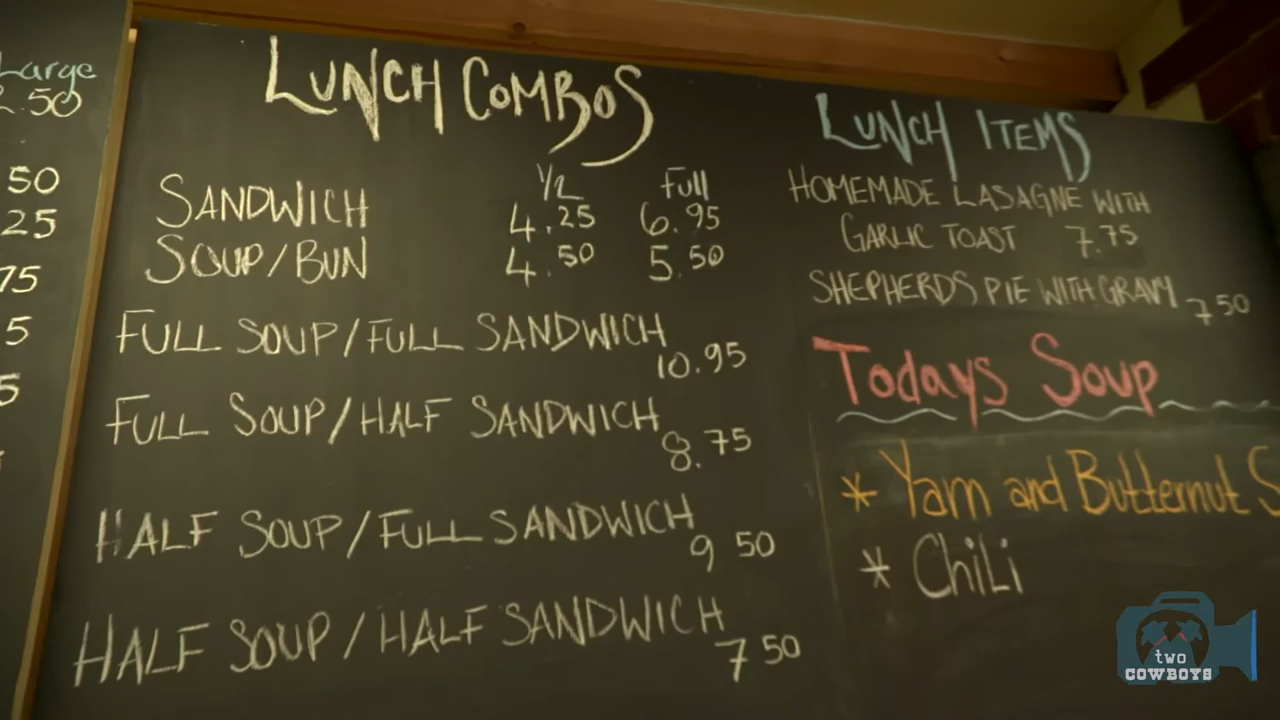 Large
2.50
50
25
75
5
5
LUNCH COMBOS
1/2 Full
SANDWICH 4.25 6.95
SOUP/BUN 4.50 5.50
FULL SOUP/FULL SANDWICH
10.95
FULL SOUP/HALF SANDWICH
8.75
HALF SOUP/FULL SANDWICH
9 50
HALF SOUP/HALF SANDWICH
7 50
LUNCH ITEMS
HOMEMADE LASAGNE WITH
GARLIC TOAST 7.75
SHEPHERDS PIE WITH GRAVY
7 50
Todays Soup
* Yam and Butternut S
* Chili
two
COWBOYS